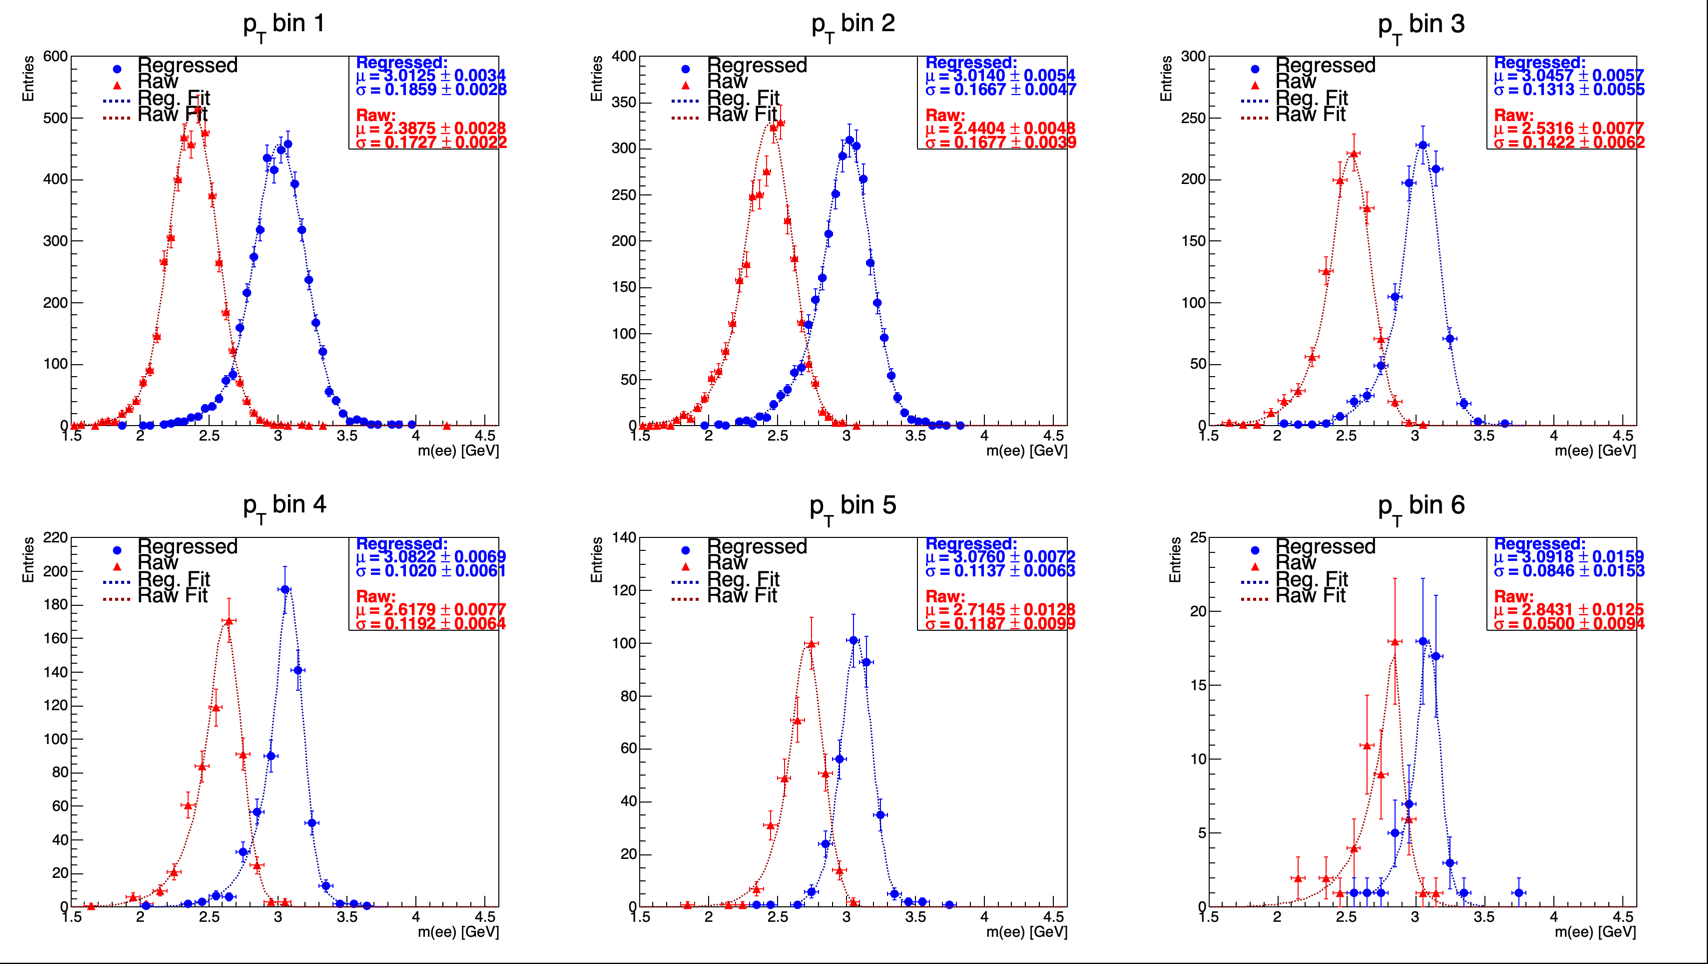 p_T bin 1
Entries
600
500
400
300
200
100
0
Regressed
Raw
Reg. Fit
Raw Fit
Regressed:
μ = 3.0125 ± 0.0034
σ = 0.1859 ± 0.0028
Raw:
μ = 2.3875 ± 0.0028
σ = 0.1727 ± 0.0022
1.5 2 2.5 3 3.5 4 4.5
m(ee) [GeV]
p_T bin 2
Entries
400
350
300
250
200
150
100
50
0
Regressed
Raw
Reg. Fit
Raw Fit
Regressed:
μ = 3.0140 ± 0.0054
σ = 0.1667 ± 0.0047
Raw:
μ = 2.4404 ± 0.0048
σ = 0.1677 ± 0.0039
1.5 2 2.5 3 3.5 4 4.5
m(ee) [GeV]
p_T bin 3
Entries
300
250
200
150
100
50
0
Regressed
Raw
Reg. Fit
Raw Fit
Regressed:
μ = 3.0457 ± 0.0057
σ = 0.1313 ± 0.0055
Raw:
μ = 2.5316 ± 0.0077
σ = 0.1422 ± 0.0062
1.5 2 2.5 3 3.5 4 4.5
m(ee) [GeV]
p_T bin 4
Entries
220
200
180
160
140
120
100
80
60
40
20
0
Regressed
Raw
Reg. Fit
Raw Fit
Regressed:
μ = 3.0822 ± 0.0069
σ = 0.1020 ± 0.0061
Raw:
μ = 2.6179 ± 0.0077
σ = 0.1192 ± 0.0064
1.5 2 2.5 3 3.5 4 4.5
m(ee) [GeV]
p_T bin 5
Entries
140
120
100
80
60
40
20
0
Regressed
Raw
Reg. Fit
Raw Fit
Regressed:
μ = 3.0760 ± 0.0072
σ = 0.1137 ± 0.0063
Raw:
μ = 2.7145 ± 0.0128
σ = 0.1187 ± 0.0099
1.5 2 2.5 3 3.5 4 4.5
m(ee) [GeV]
p_T bin 6
Entries
25
20
15
10
5
0
Regressed
Raw
Reg. Fit
Raw Fit
Regressed:
μ = 3.0918 ± 0.0159
σ = 0.0846 ± 0.0153
Raw:
μ = 2.8431 ± 0.0125
σ = 0.0500 ± 0.0094
1.5 2 2.5 3 3.5 4 4.5
m(ee) [GeV]